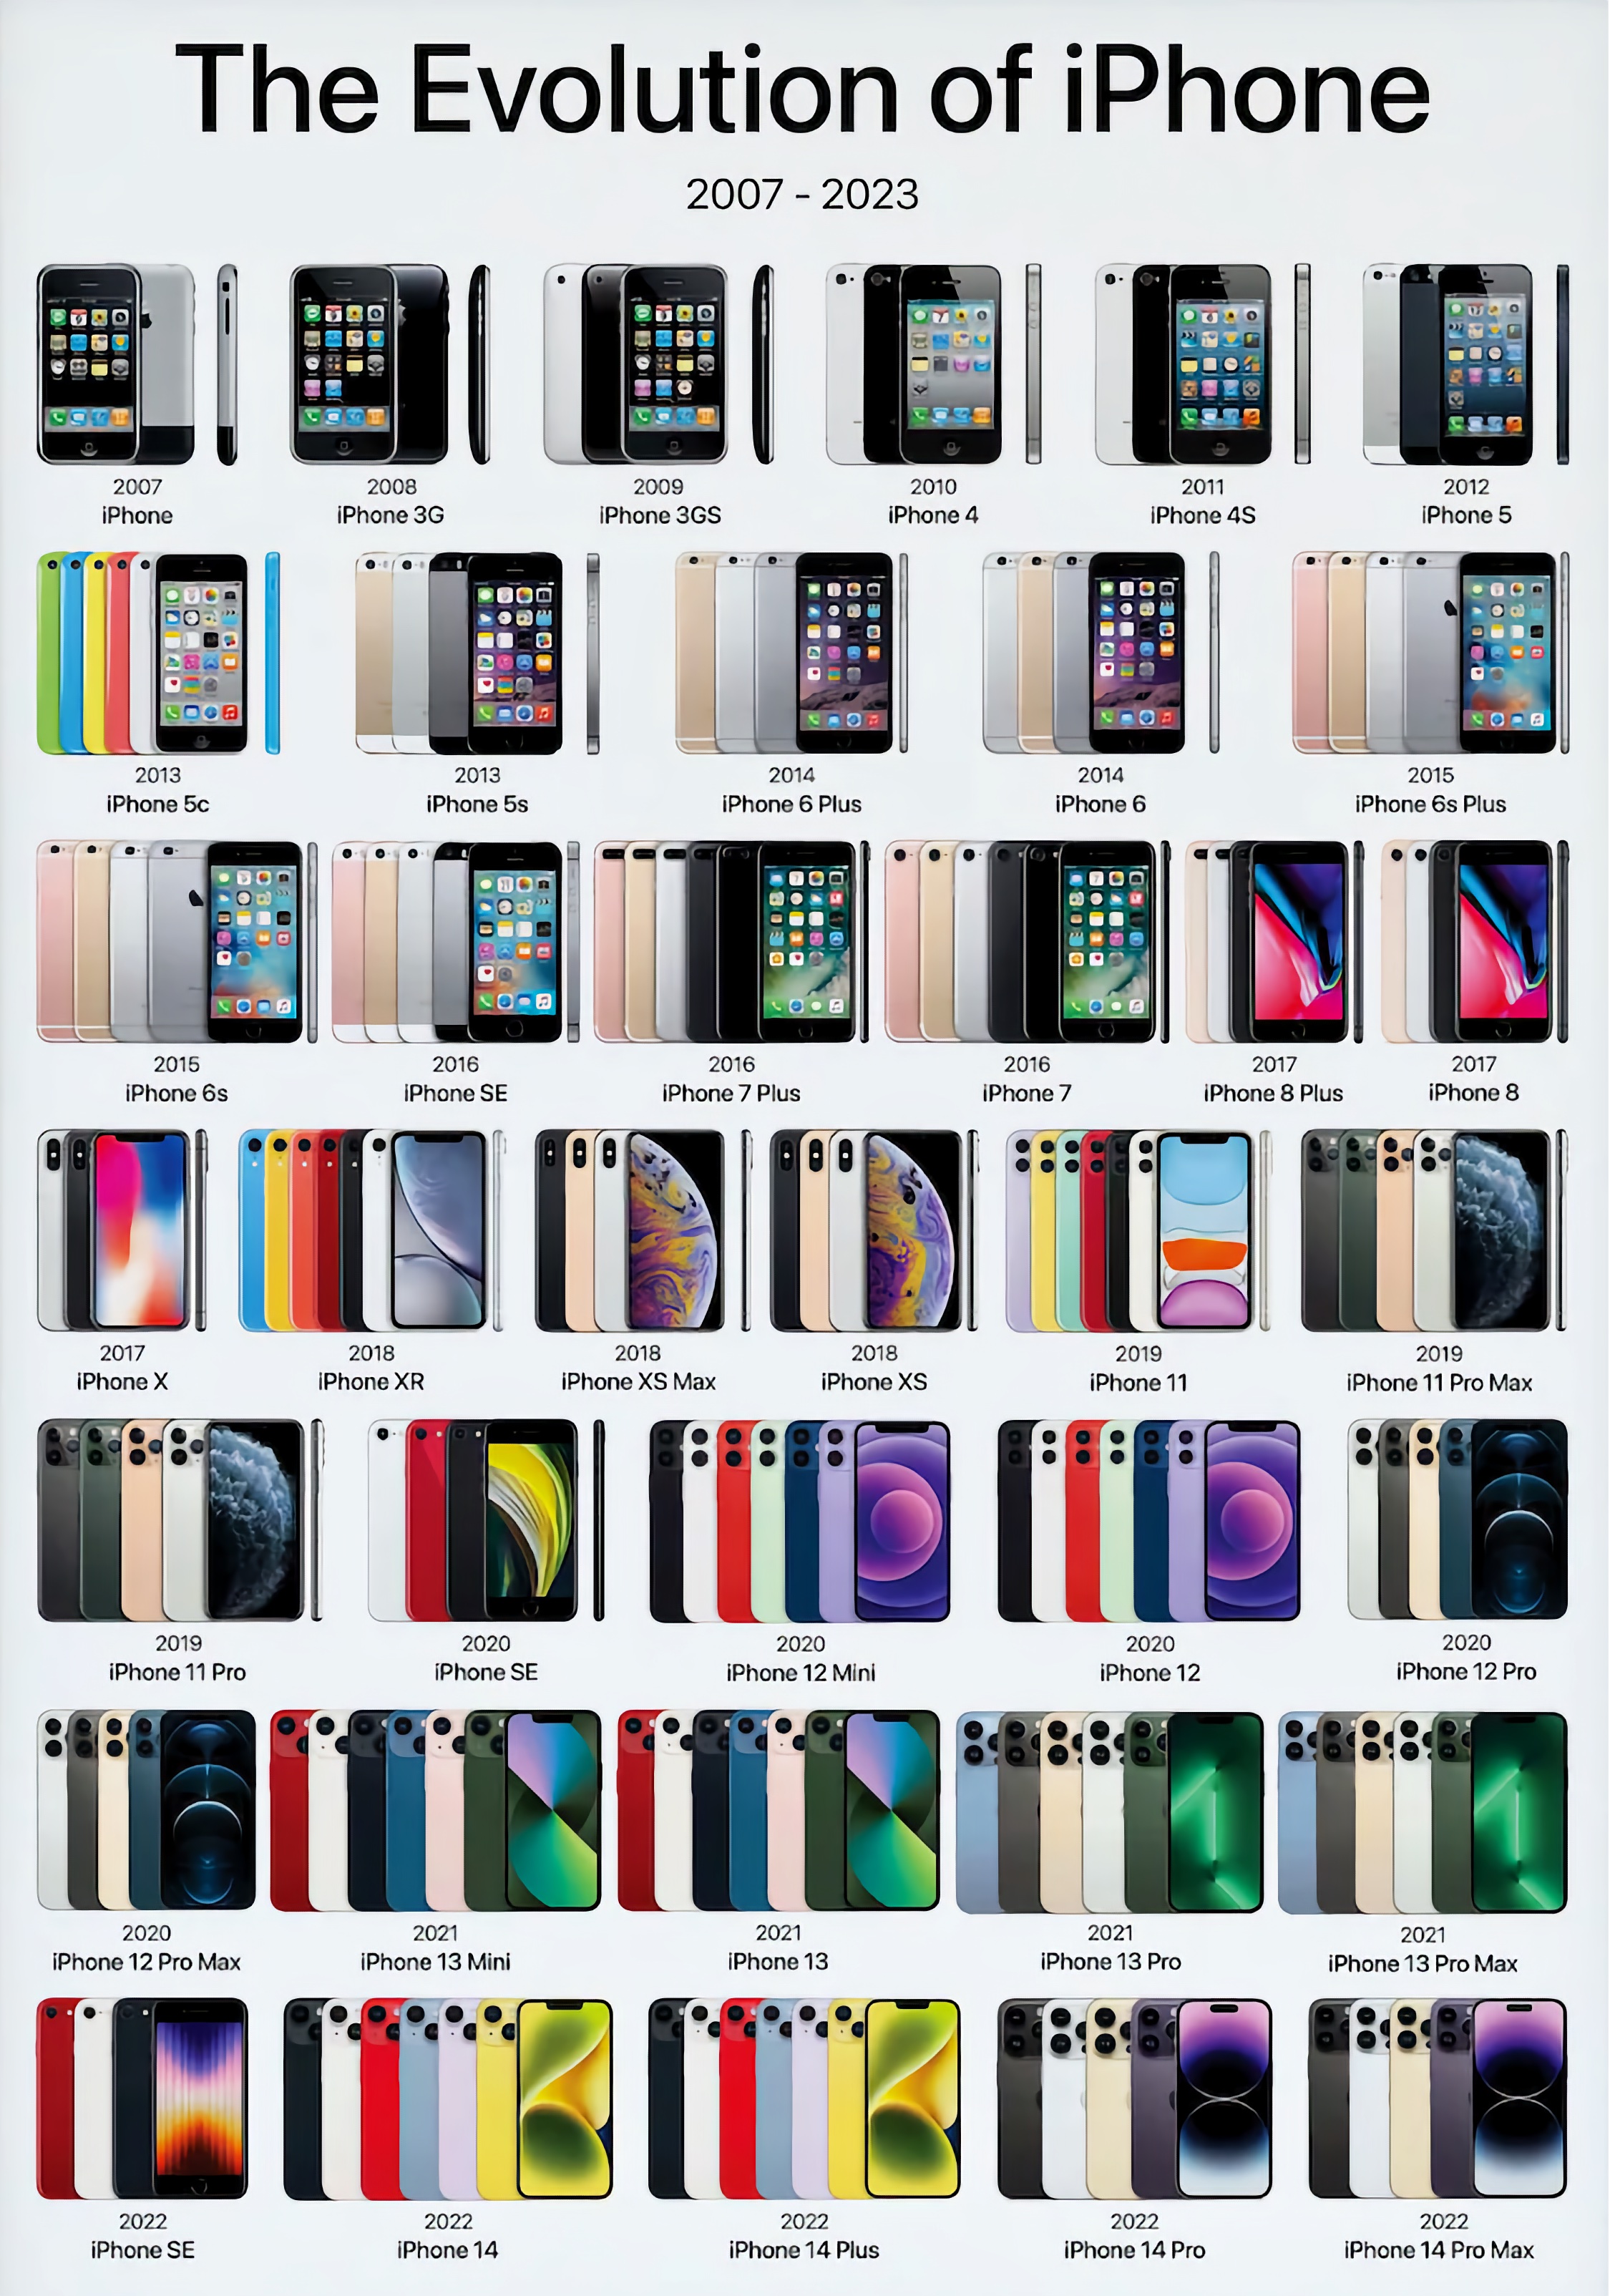 The Evolution of iPhone
2007 - 2023
2007
iPhone
2008
iPhone 3G
2009
iPhone 3GS
2010
iPhone 4
2011
iPhone 4S
2012
iPhone 5
2013
iPhone 5c
2013
iPhone 5s
2014
iPhone 6 Plus
2014
iPhone 6
2015
iPhone 6s Plus
2015
iPhone 6s
2016
iPhone SE
2016
iPhone 7 Plus
2016
iPhone 7
2017
iPhone 8 Plus
2017
iPhone 8
2017
iPhone X
2018
iPhone XR
2018
iPhone XS Max
2018
iPhone XS
2019
iPhone 11
2019
iPhone 11 Pro Max
2019
iPhone 11 Pro
2020
iPhone SE
2020
iPhone 12 Mini
2020
iPhone 12
2020
iPhone 12 Pro
2020
iPhone 12 Pro Max
2021
iPhone 13 Mini
2021
iPhone 13
2021
iPhone 13 Pro
2021
iPhone 13 Pro Max
2022
iPhone SE
2022
iPhone 14
2022
iPhone 14 Plus
2022
iPhone 14 Pro
2022
iPhone 14 Pro Max